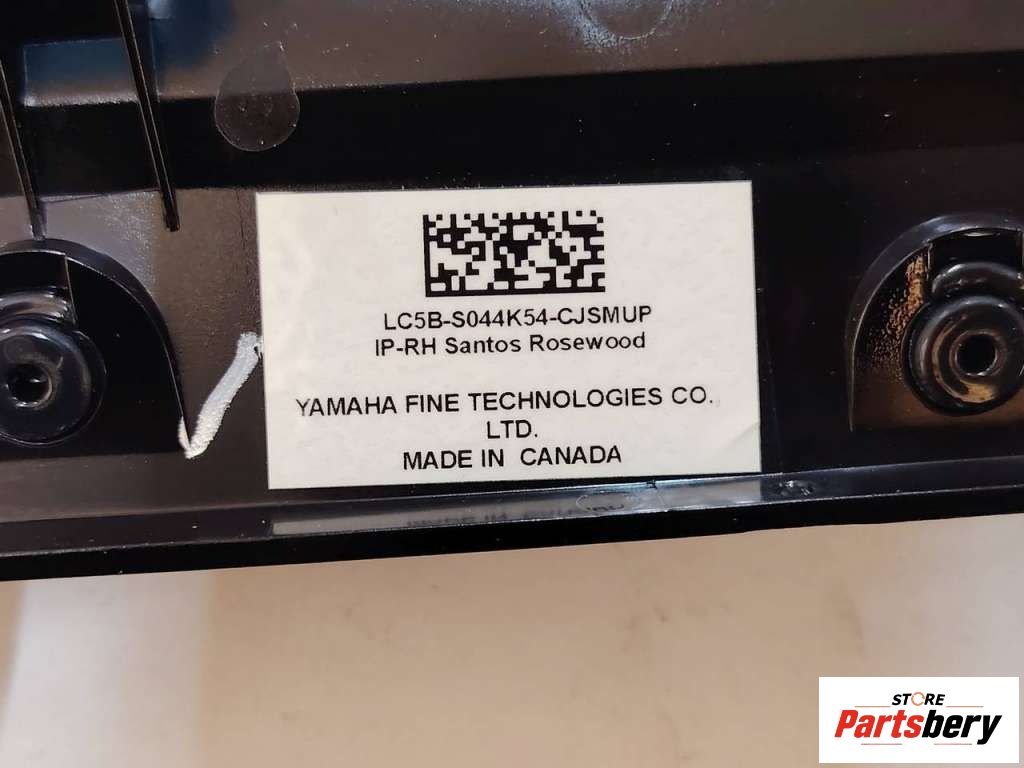 LC5B-S044K54-CJSMUP
IP-RH Santos Rosewood
YAMAHA FINE TECHNOLOGIES CO.
LTD.
MADE IN CANADA
STORE
Partsbery